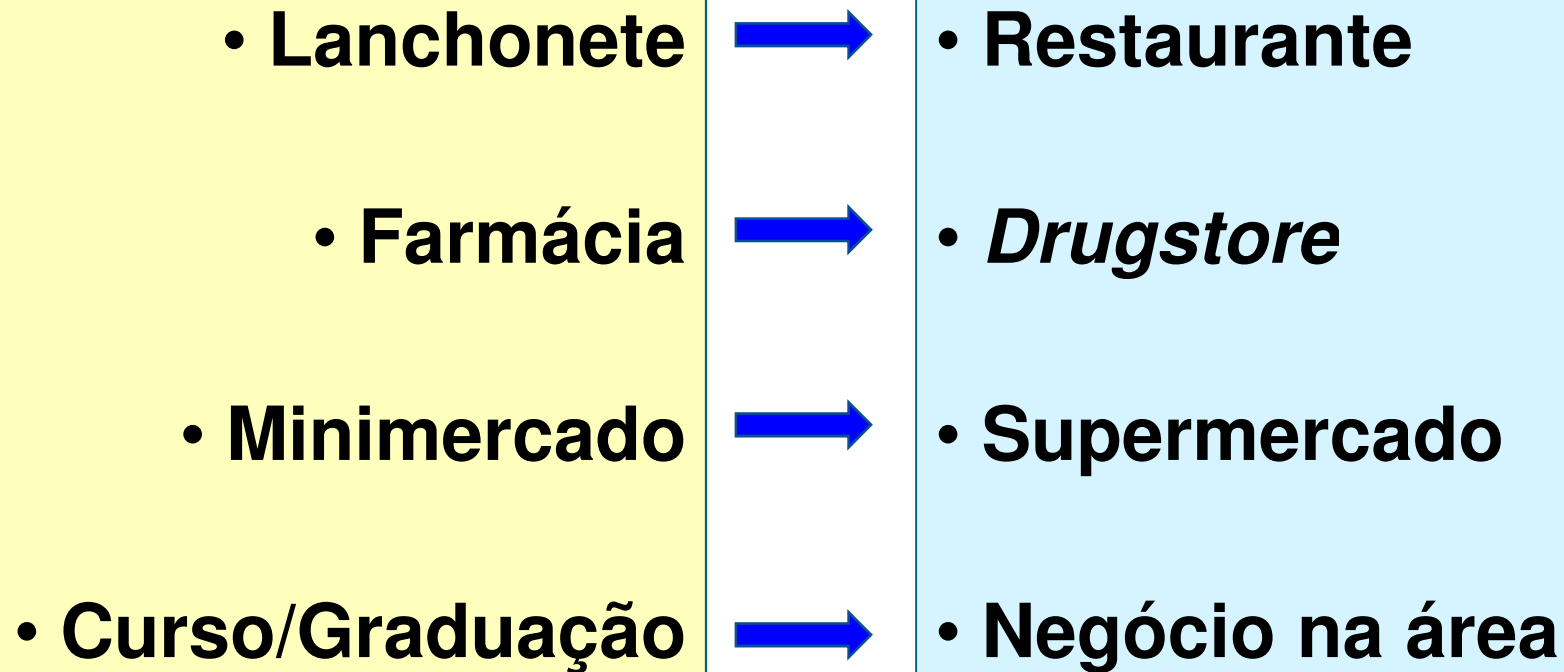 • Lanchonete • Restaurante
• Farmácia • Drugstore
• Minimercado • Supermercado
• Curso/Graduação • Negócio na área